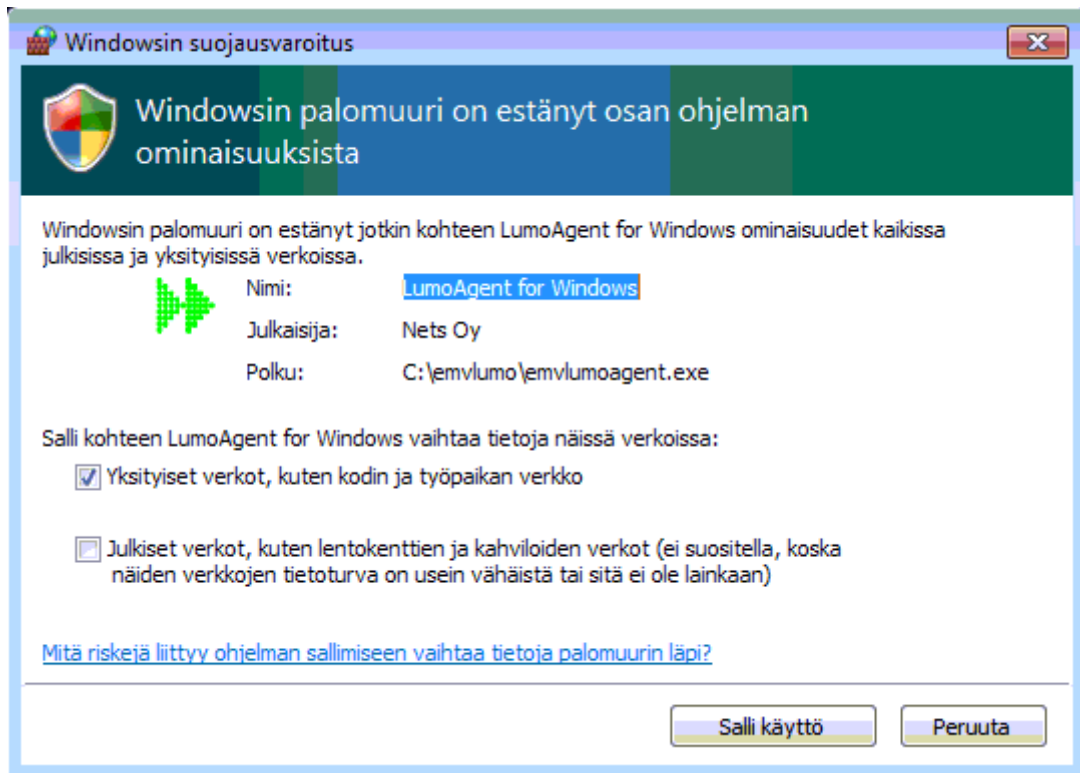 Windowsin suojausvaroitus
Windowsin palomuuri on estänyt osan ohjelman
ominaisuuksista
Windowsin palomuuri on estänyt jotkin kohteen LumoAgent for Windows ominaisuudet kaikissa
julkisissa ja yksityisissä verkoissa.
Nimi: LumoAgent for Windows
Julkaisija: Nets Oy
Polku: C:\emvlumo\emvlumoagent.exe
Salli kohteen LumoAgent for Windows vaihtaa tietoja näissä verkoissa:
Yksityiset verkot, kuten kodin ja työpaikan verkko
Julkiset verkot, kuten lentokenttien ja kahviloiden verkot (ei suositella, koska
näiden verkkojen tietoturva on usein vähäistä tai sitä ei ole lainkaan)
Mitä riskejä liittyy ohjelman sallimiseen vaihtaa tietoja palomuurin läpi?
Salli käyttö Peruuta